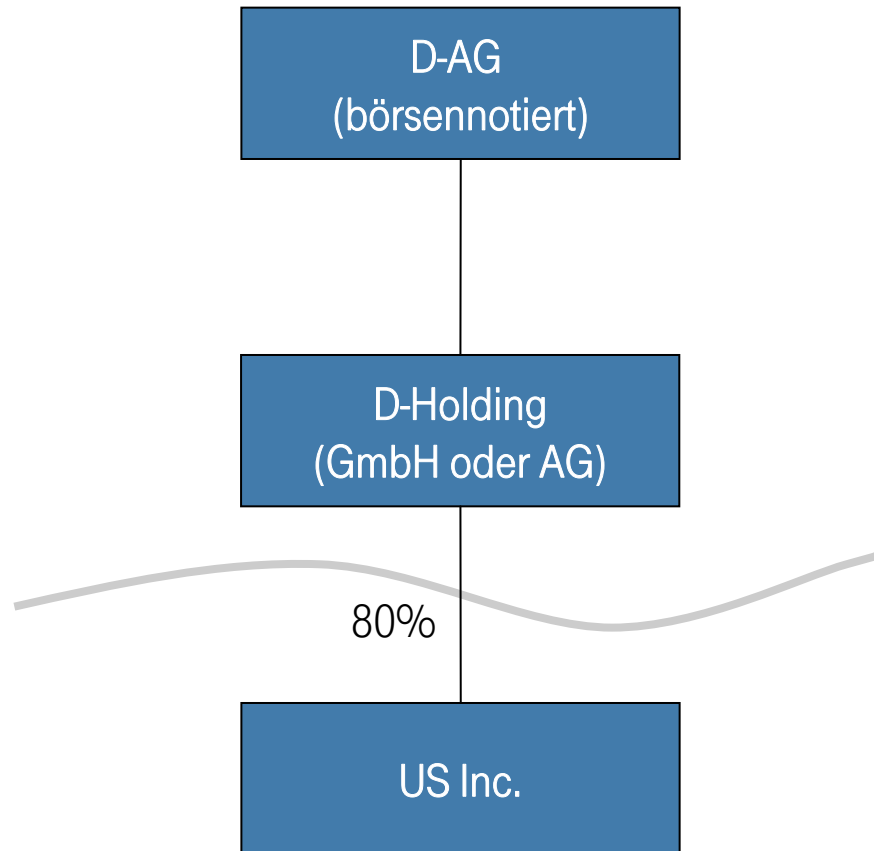 D-AG
(börsennotiert)
D-Holding
(GmbH oder AG)
80%
US Inc.